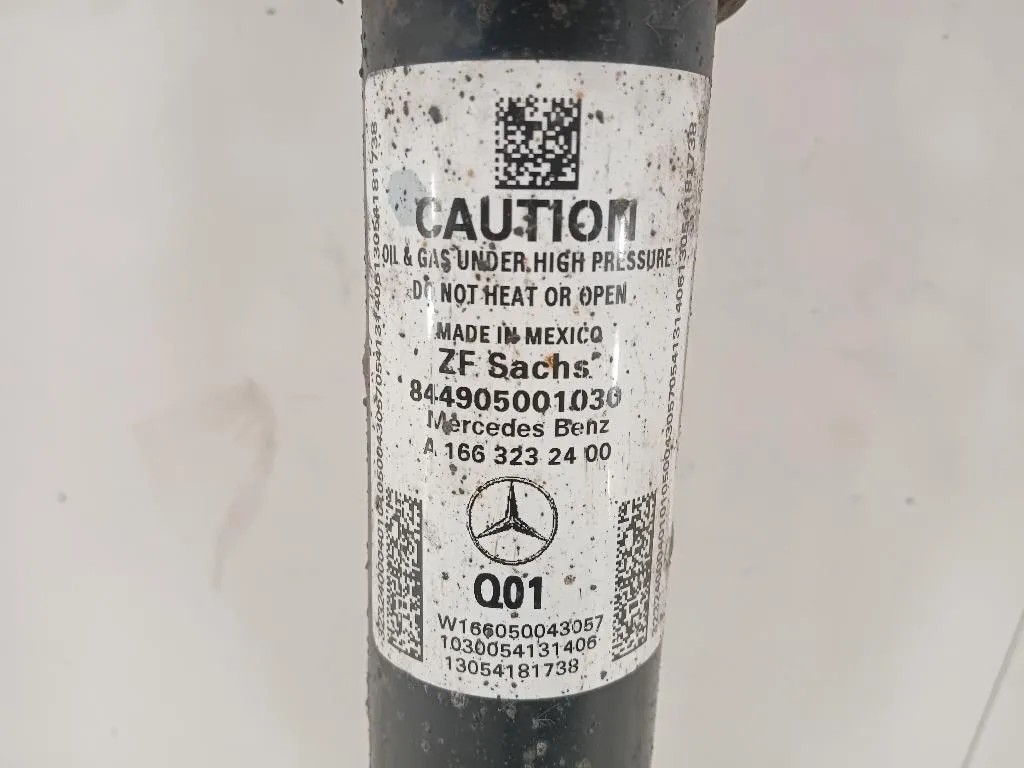 CAUTION
OIL & GAS UNDER HIGH PRESSURE
DO NOT HEAT OR OPEN
MADE IN MEXICO
ZF Sachs
844905001030
Mercedes Benz
A 166 323 24 00
Q01
W166050043057
1030054131406
13054181738